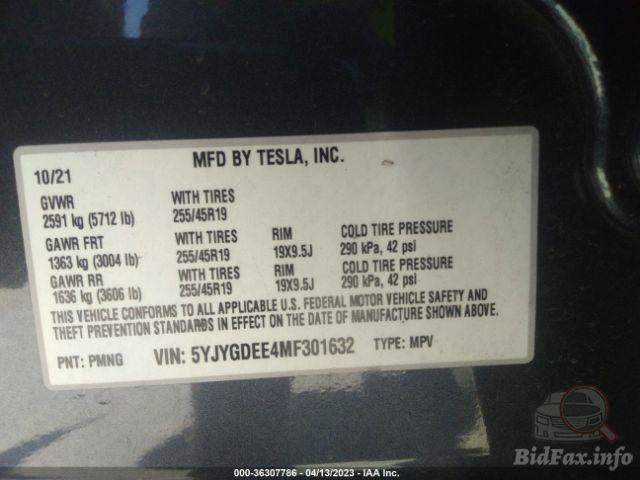 MFD BY TESLA, INC.
10/21
GVWR WITH TIRES
2591 kg (5712 lb) 255/45R19
GAWR FRT WITH TIRES RIM COLD TIRE PRESSURE
1363 kg (3004 lb) 255/45R19 19X9.5J 290 kPa, 42 psi
GAWR RR WITH TIRES RIM COLD TIRE PRESSURE
1636 kg (3606 lb) 255/45R19 19X9.5J 290 kPa, 42 psi
THIS VEHICLE CONFORMS TO ALL APPLICABLE U.S. FEDERAL MOTOR VEHICLE SAFETY AND
THEFT PREVENTION STANDARDS IN EFFECT ON THE DATE OF MANUFACTURE SHOWN ABOVE.
PNT: PMNG VIN: 5YJYGDEE4MF301632 TYPE: MPV
BidFax.info
000-36307786 - 04/13/2023 - IAA Inc.